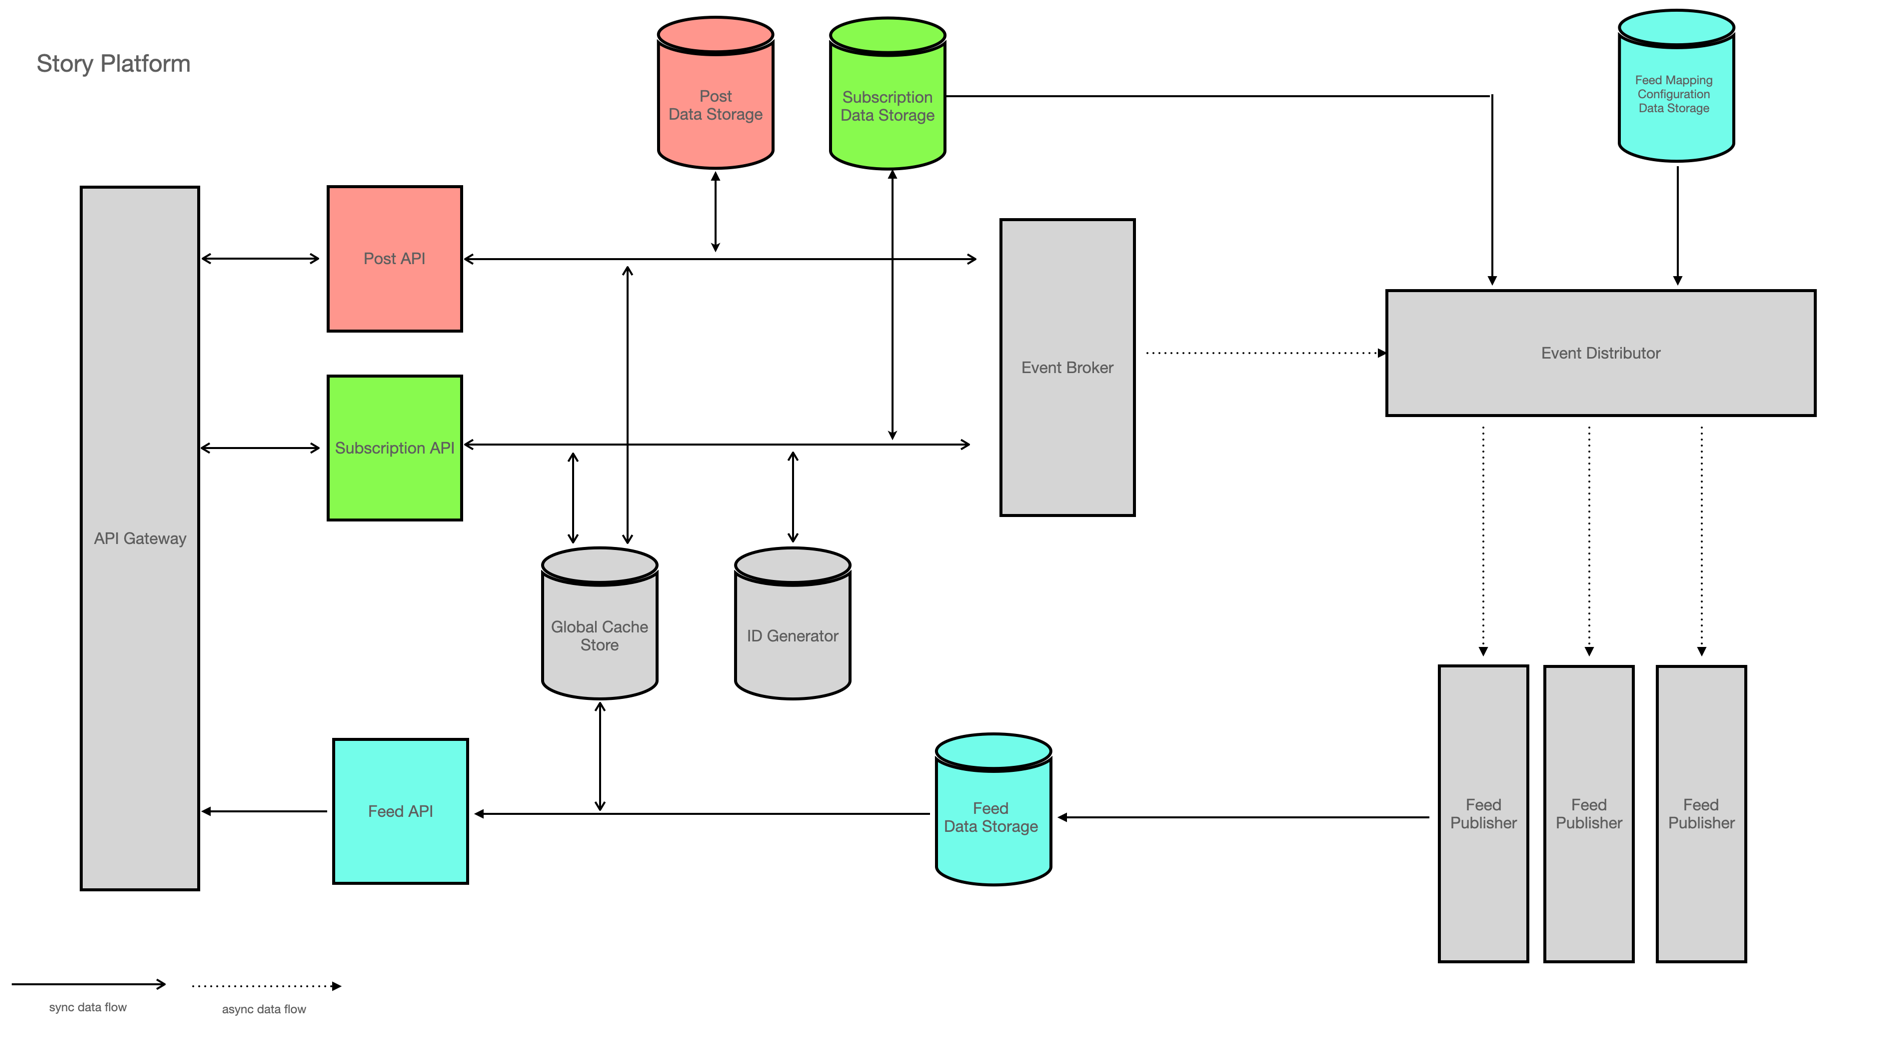 Story Platform
Post
Data Storage
Subscription
Data Storage
Feed Mapping
Configuration
Data Storage
API Gateway
Post API
Subscription API
Event Broker
Event Distributor
Global Cache
Store
ID Generator
Feed API
Feed
Data Storage
Feed
Publisher
Feed
Publisher
Feed
Publisher
sync data flow
async data flow